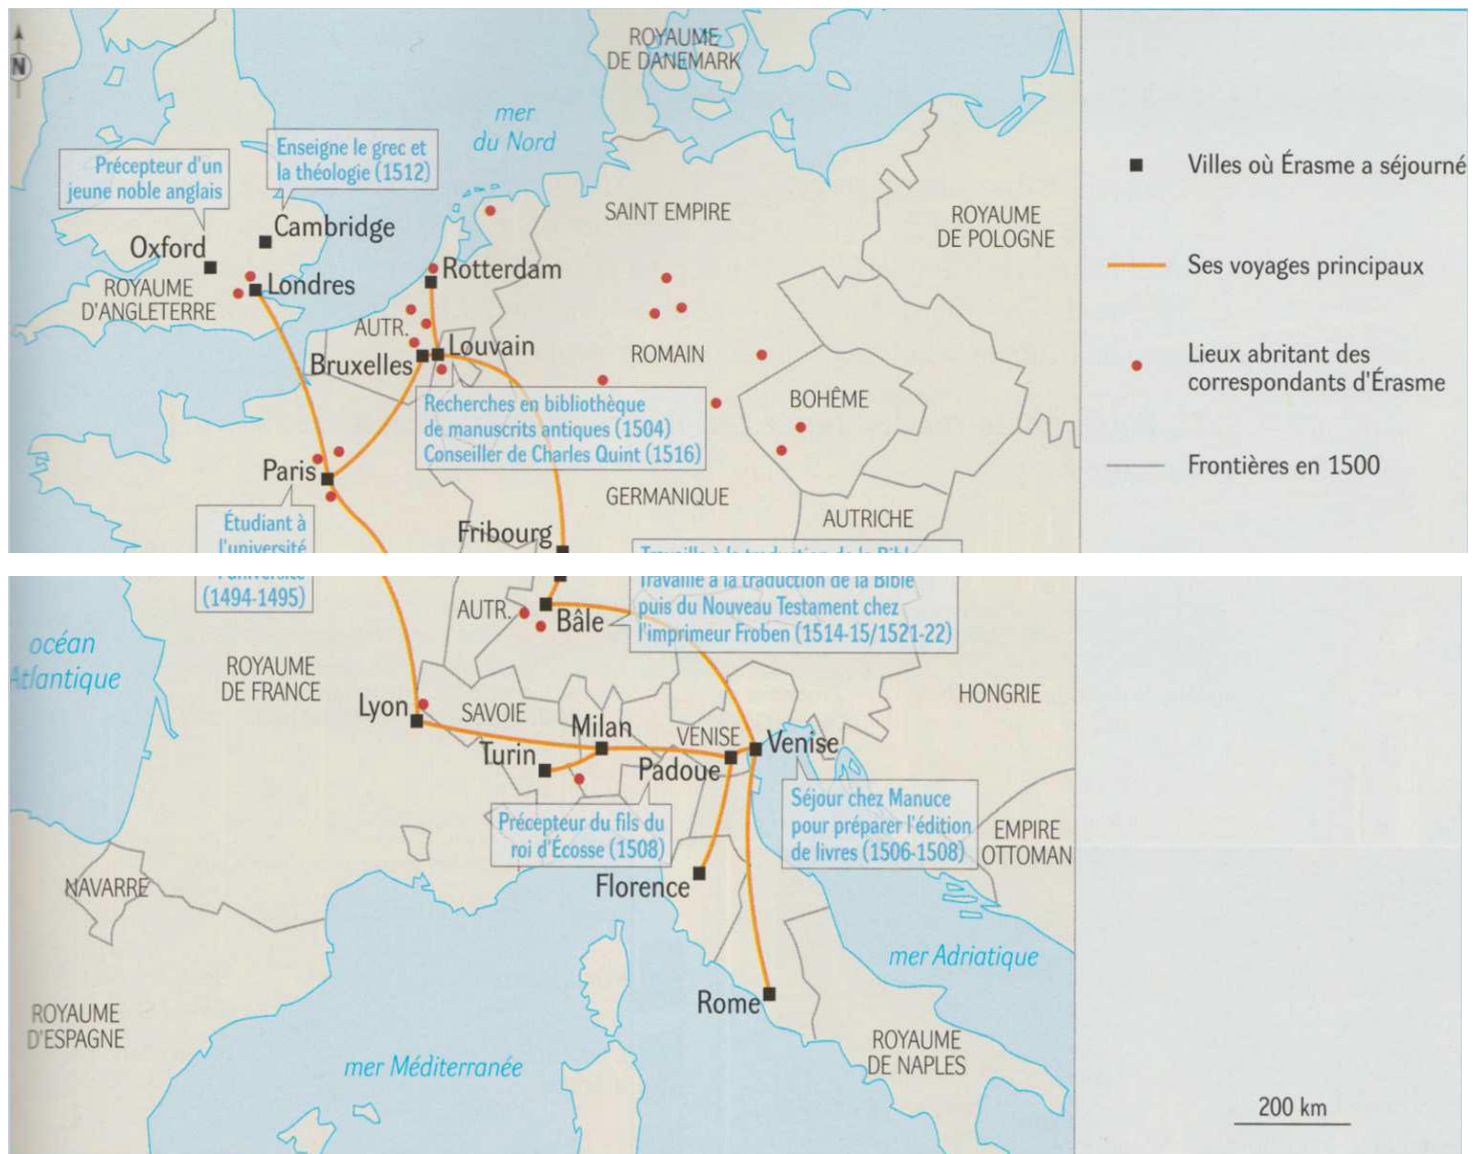 ROYAUME
DE DANEMARK
N
mer
du Nord
Précepteur d'un
jeune noble anglais
Enseigne le grec et
la théologie (1512)
Villes où Érasme a séjourné
SAINT EMPIRE
ROYAUME
DE POLOGNE
Cambridge
Oxford
Rotterdam
Ses voyages principaux
Londres
ROYAUME
D'ANGLETERRE
AUTR.
Louvain
ROMAIN
Bruxelles
Lieux abritant des
correspondants d'Érasme
BOHÊME
Recherches en bibliothèque
de manuscrits antiques (1504)
Conseiller de Charles Quint (1516)
Paris
Frontières en 1500
GERMANIQUE
AUTRICHE
Étudiant à
l'université
Fribourg
Travaille à la traduction de la Bible
l'université
(1494-1495)
Travaille à la traduction de la Bible
puis du Nouveau Testament chez
l'imprimeur Froben (1514-15/1521-22)
AUTR.
Bâle
océan
Atlantique
ROYAUME
DE FRANCE
HONGRIE
Lyon
SAVOIE
Milan
VENISE
Venise
Turin
Padoue
Précepteur du fils du
roi d'Écosse (1508)
Séjour chez Manuce
pour préparer l'édition
de livres (1506-1508)
EMPIRE
OTTOMAN
NAVARRE
Florence
mer Adriatique
Rome
ROYAUME
D'ESPAGNE
ROYAUME
DE NAPLES
mer Méditerranée
200 km